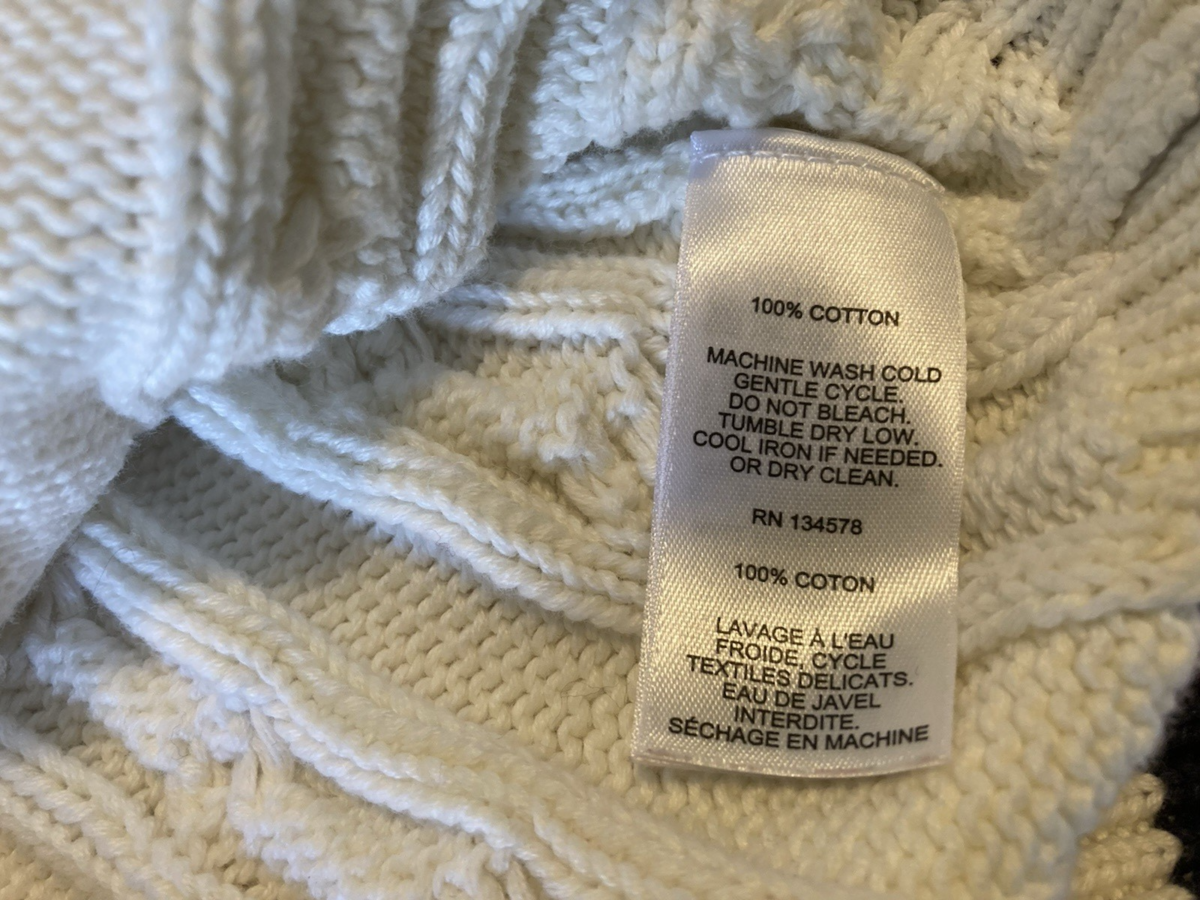 100% COTTON
MACHINE WASH COLD
GENTLE CYCLE.
DO NOT BLEACH.
TUMBLE DRY LOW.
COOL IRON IF NEEDED.
OR DRY CLEAN.
RN 134578
100% COTON
LAVAGE À L'EAU
FROIDE, CYCLE
TEXTILES DELICATS.
EAU DE JAVEL
INTERDITE.
SÉCHAGE EN MACHINE